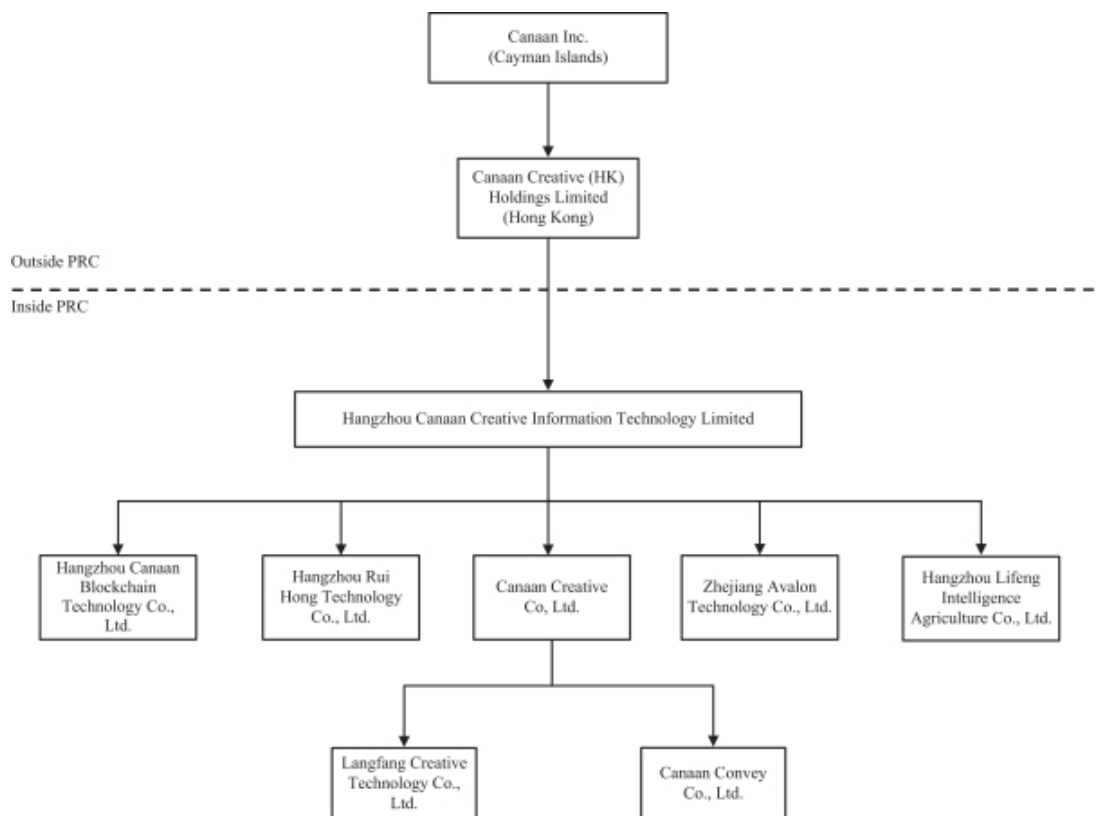 Canaan Inc.
(Cayman Islands)
Canaan Creative (HK)
Holdings Limited
(Hong Kong)
Outside PRC
Inside PRC
Hangzhou Canaan Creative Information Technology Limited
Hangzhou Canaan
Blockchain
Technology Co.,
Ltd.
Hangzhou Rui
Hong Technology
Co., Ltd.
Canaan Creative
Co, Ltd.
Zhejiang Avalon
Technology Co., Ltd.
Hangzhou Lifeng
Intelligence
Agriculture Co., Ltd.
Langfang Creative
Technology Co.,
Ltd.
Canaan Convey
Co., Ltd.